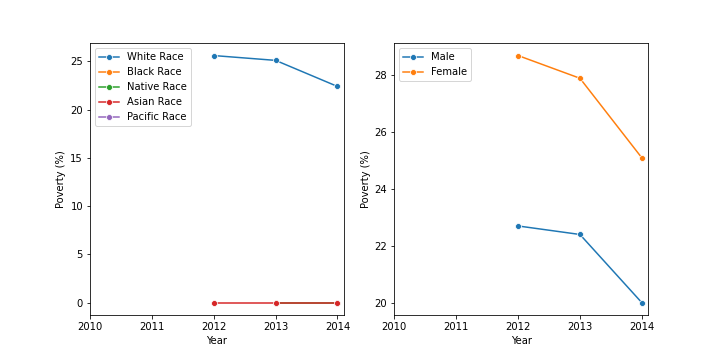 White Race
Black Race
Native Race
Asian Race
Pacific Race
25
20
15
10
5
0
Poverty (%)
2010 2011 2012 2013 2014
Year
Male
Female
28
26
24
22
20
Poverty (%)
2010 2011 2012 2013 2014
Year